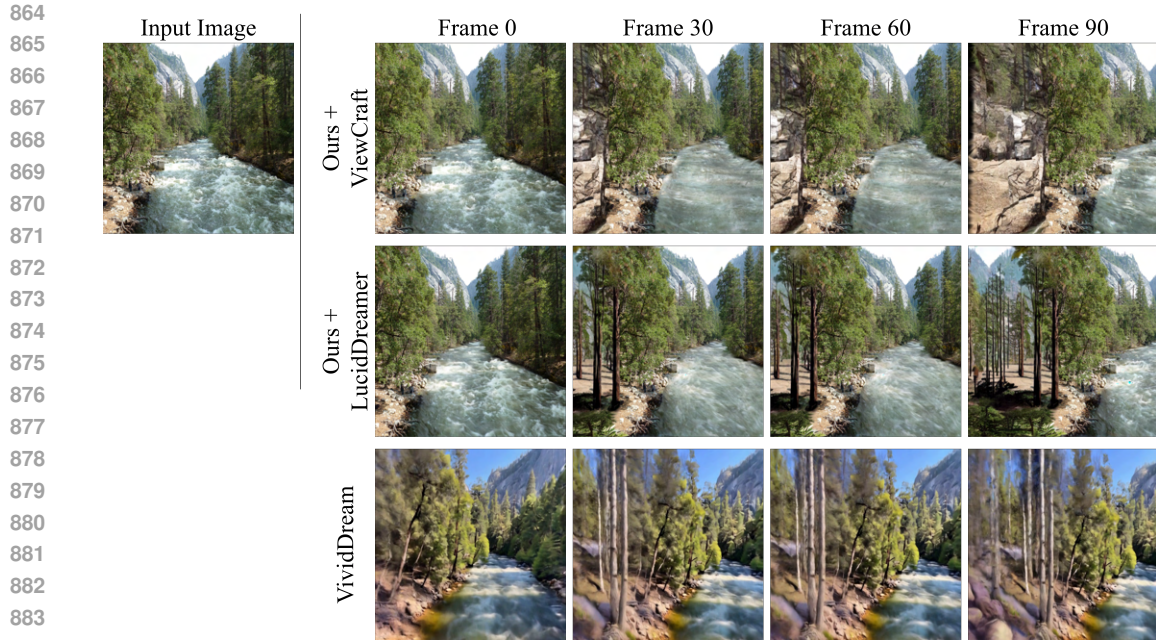 864
865
866
867
868
869
870
871
872
873
874
875
876
877
878
879
880
881
882
883
Input Image
Frame 0
Frame 30
Frame 60
Frame 90
Ours +
ViewCraft
Ours +
LucidDreamer
VividDream